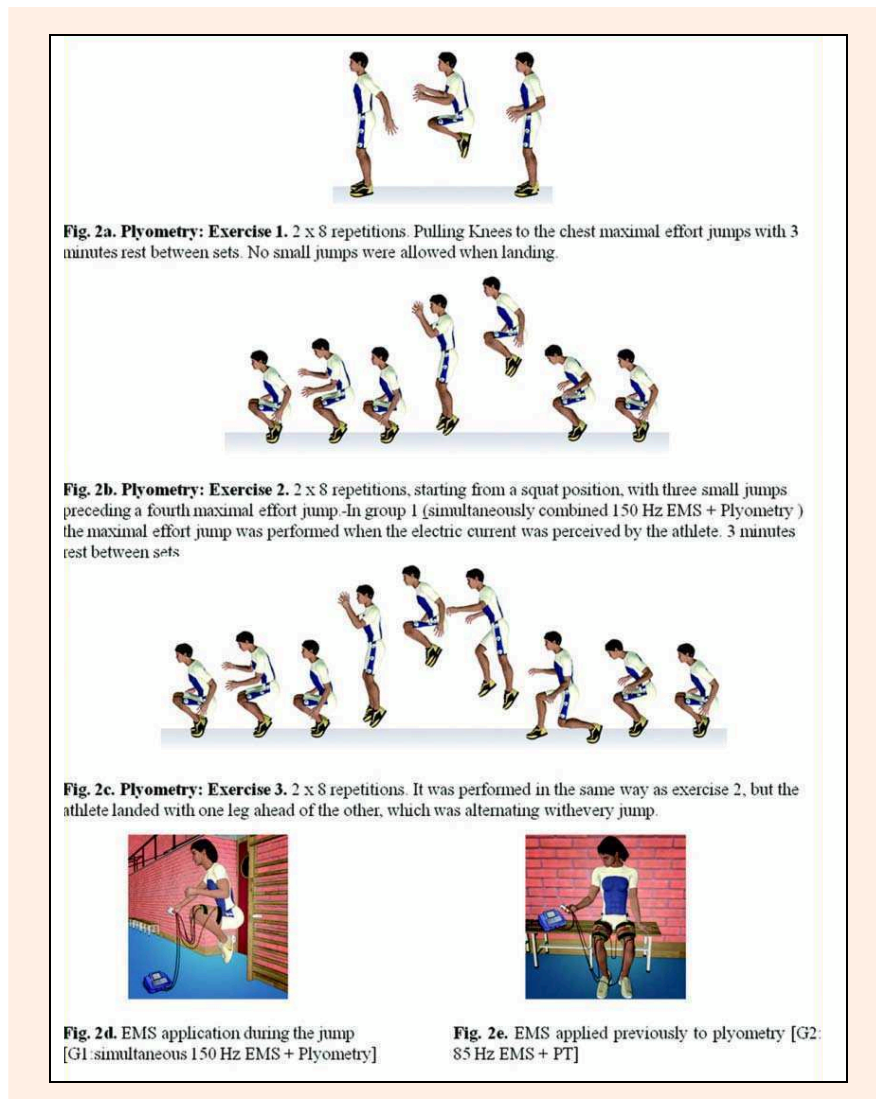 Fig. 2a. Plyometry: Exercise 1. 2 x 8 repetitions. Pulling Knees to the chest maximal effort jumps with 3
minutes rest between sets. No small jumps were allowed when landing.
Fig. 2b. Plyometry: Exercise 2. 2 x 8 repetitions, starting from a squat position, with three small jumps
preceding a fourth maximal effort jump.-In group 1 (simultaneously combined 150 Hz EMS + Plyometry )
the maximal effort jump was performed when the electric current was perceived by the athlete. 3 minutes
rest between sets
Fig. 2c. Plyometry: Exercise 3. 2 x 8 repetitions. It was performed in the same way as exercise 2, but the
athlete landed with one leg ahead of the other, which was alternating withevery jump.
Fig. 2d. EMS application during the jump
[G1:simultaneous 150 Hz EMS + Plyometry]
Fig. 2e. EMS applied previously to plyometry [G2:
85 Hz EMS + PT]